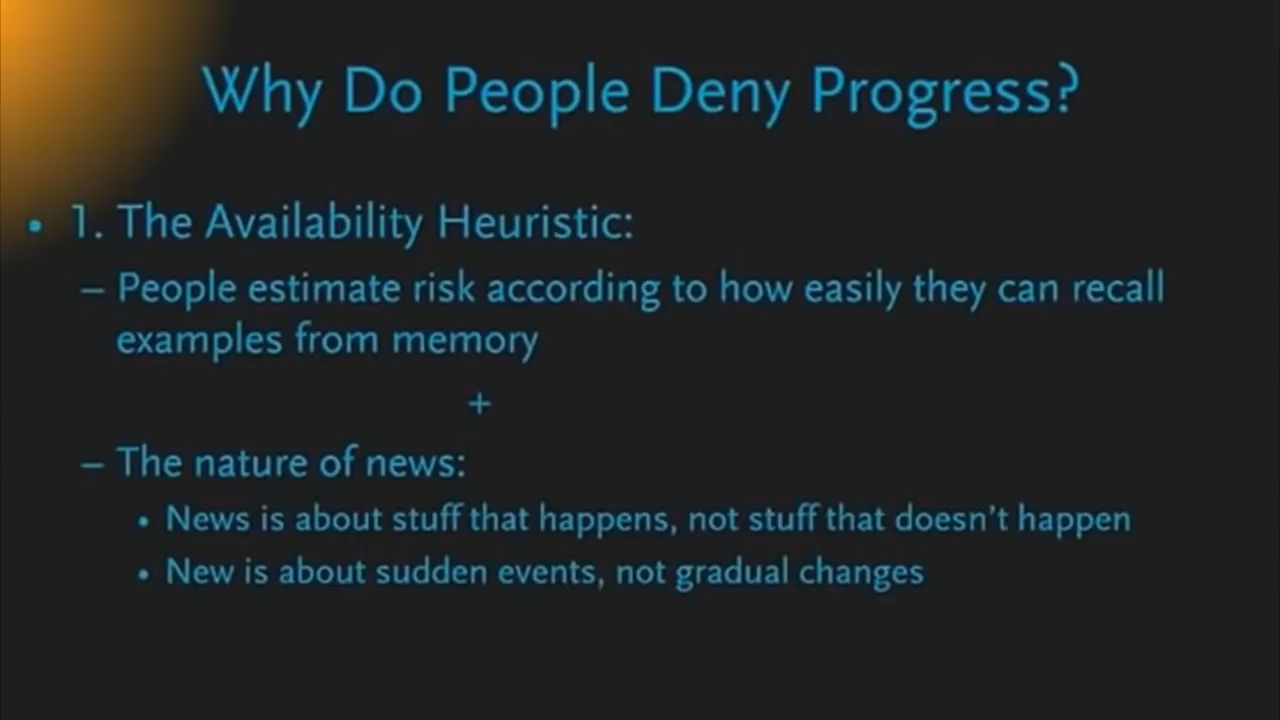 Why Do People Deny Progress?
• 1. The Availability Heuristic:
– People estimate risk according to how easily they can recall
examples from memory
+
– The nature of news:
• News is about stuff that happens, not stuff that doesn't happen
• New is about sudden events, not gradual changes